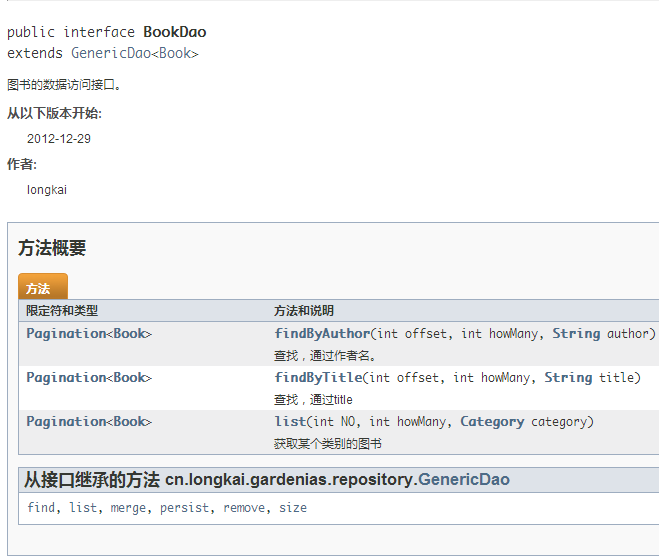 public interface BookDao
extends GenericDao<Book>
图书的数据访问接口。
从以下版本开始:
2012-12-29
作者:
longkai
方法概要
方法
限定符和类型 方法和说明
Pagination<Book> findByAuthor(int offset, int howMany, String author)
查找，通过作者名。
Pagination<Book> findByTitle(int offset, int howMany, String title)
查找，通过title
Pagination<Book> list(int NO, int howMany, Category category)
获取某个类别的图书
从接口继承的方法 cn.longkai.gardenias.repository.GenericDao
find, list, merge, persist, remove, size